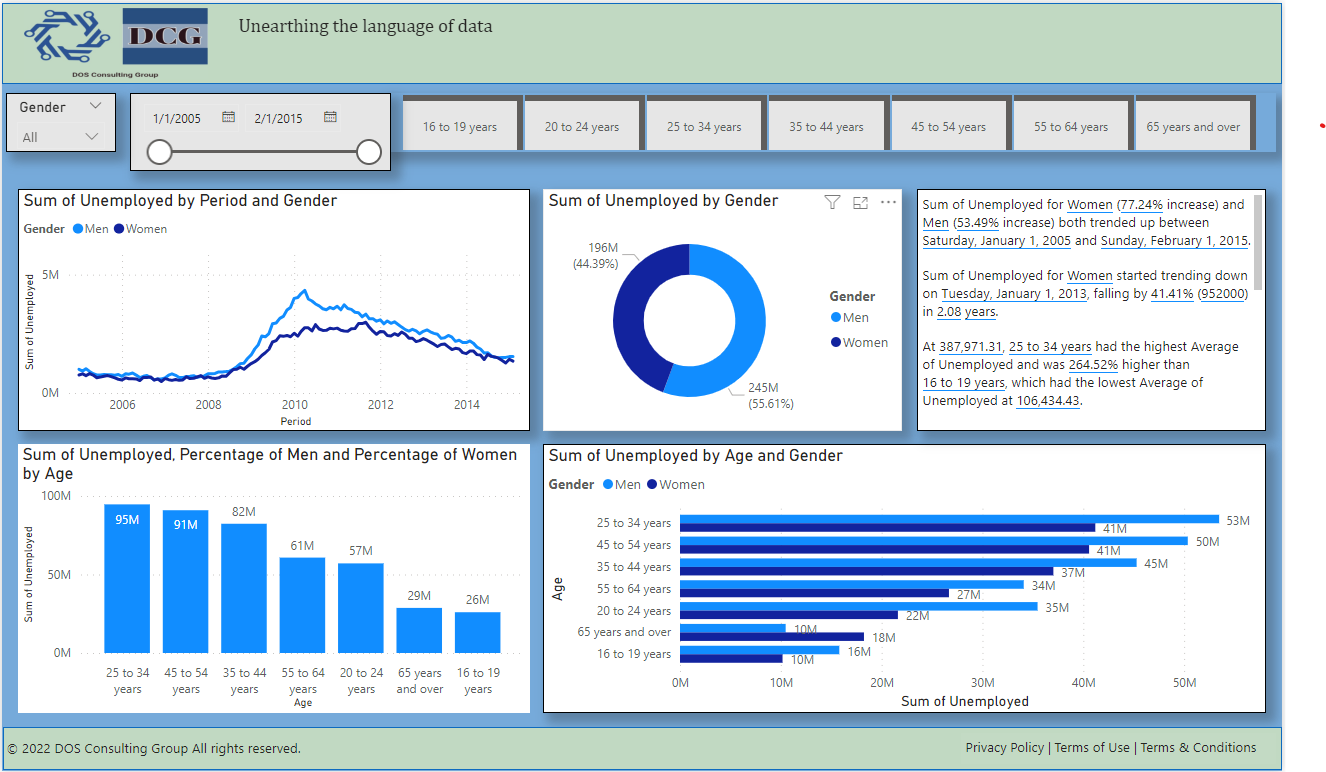 Unearthing the language of data
DCG
DOS Consulting Group
Gender
All
1/1/2005
2/1/2015
16 to 19 years
20 to 24 years
25 to 34 years
35 to 44 years
45 to 54 years
55 to 64 years
65 years and over
Sum of Unemployed by Period and Gender
Gender Men Women
Sum of Unemployed
5M
0M
2006 2008 2010 2012 2014
Period
Sum of Unemployed by Gender
196M
(44.39%)
245M
(55.61%)
Gender
Men
Women
Sum of Unemployed for Women (77.24% increase) and
Men (53.49% increase) both trended up between
Saturday, January 1, 2005 and Sunday, February 1, 2015.
Sum of Unemployed for Women started trending down
on Tuesday, January 1, 2013, falling by 41.41% (952000)
in 2.08 years.
At 387,971.31, 25 to 34 years had the highest Average
of Unemployed and was 264.52% higher than
16 to 19 years, which had the lowest Average of
Unemployed at 106,434.43.
Sum of Unemployed, Percentage of Men and Percentage of Women
by Age
Sum of Unemployed
100M
50M
0M
95M
91M
82M
61M
57M
29M
26M
25 to 34
years
45 to 54
years
35 to 44
years
55 to 64
years
20 to 24
years
65 years
and over
16 to 19
years
Age
Sum of Unemployed by Age and Gender
Gender Men Women
Age
25 to 34 years
53M
41M
45 to 54 years
50M
41M
35 to 44 years
45M
37M
55 to 64 years
34M
27M
20 to 24 years
35M
22M
65 years and over
10M
18M
16 to 19 years
16M
10M
0M 10M 20M 30M 40M 50M
Sum of Unemployed
© 2022 DOS Consulting Group All rights reserved.
Privacy Policy | Terms of Use | Terms & Conditions